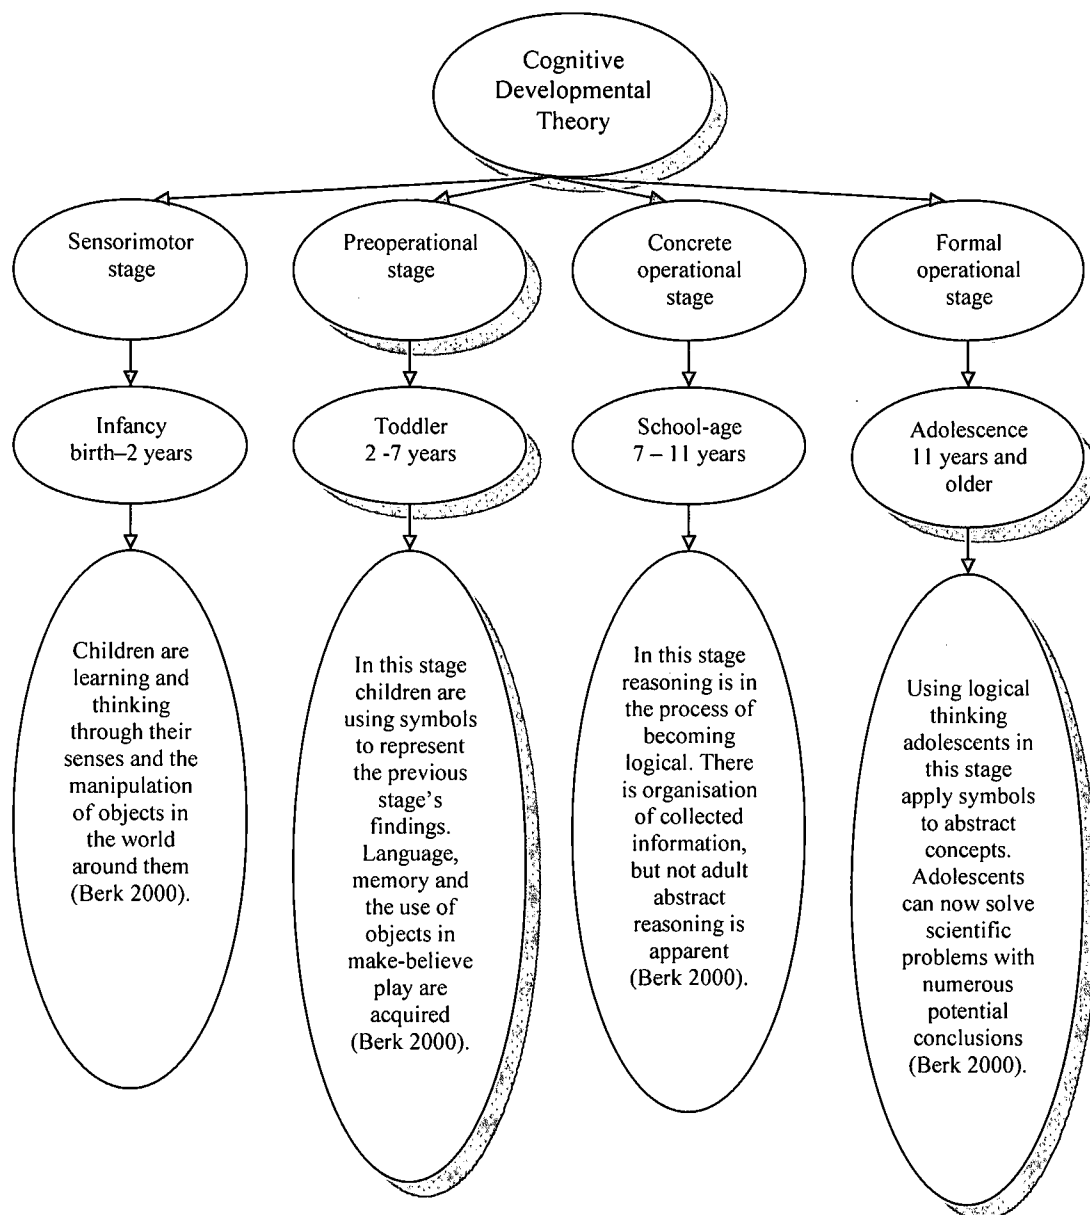 Cognitive
Developmental
Theory
Sensorimotor
stage
Preoperational
stage
Concrete
operational
stage
Formal
operational
stage
Infancy
birth–2 years
Toddler
2 -7 years
School-age
7 – 11 years
Adolescence
11 years and
older
Children are
learning and
thinking
through their
senses and the
manipulation
of objects in
the world
around them
(Berk 2000).
In this stage
children are
using symbols
to represent
the previous
stage's
findings.
Language,
memory and
the use of
objects in
make-believe
play are
acquired
(Berk 2000).
In this stage
reasoning is in
the process of
becoming
logical. There
is organisation
of collected
information,
but not adult
abstract
reasoning is
apparent
(Berk 2000).
Using logical
thinking
adolescents in
this stage
apply symbols
to abstract
concepts.
Adolescents
can now solve
scientific
problems with
numerous
potential
conclusions
(Berk 2000).